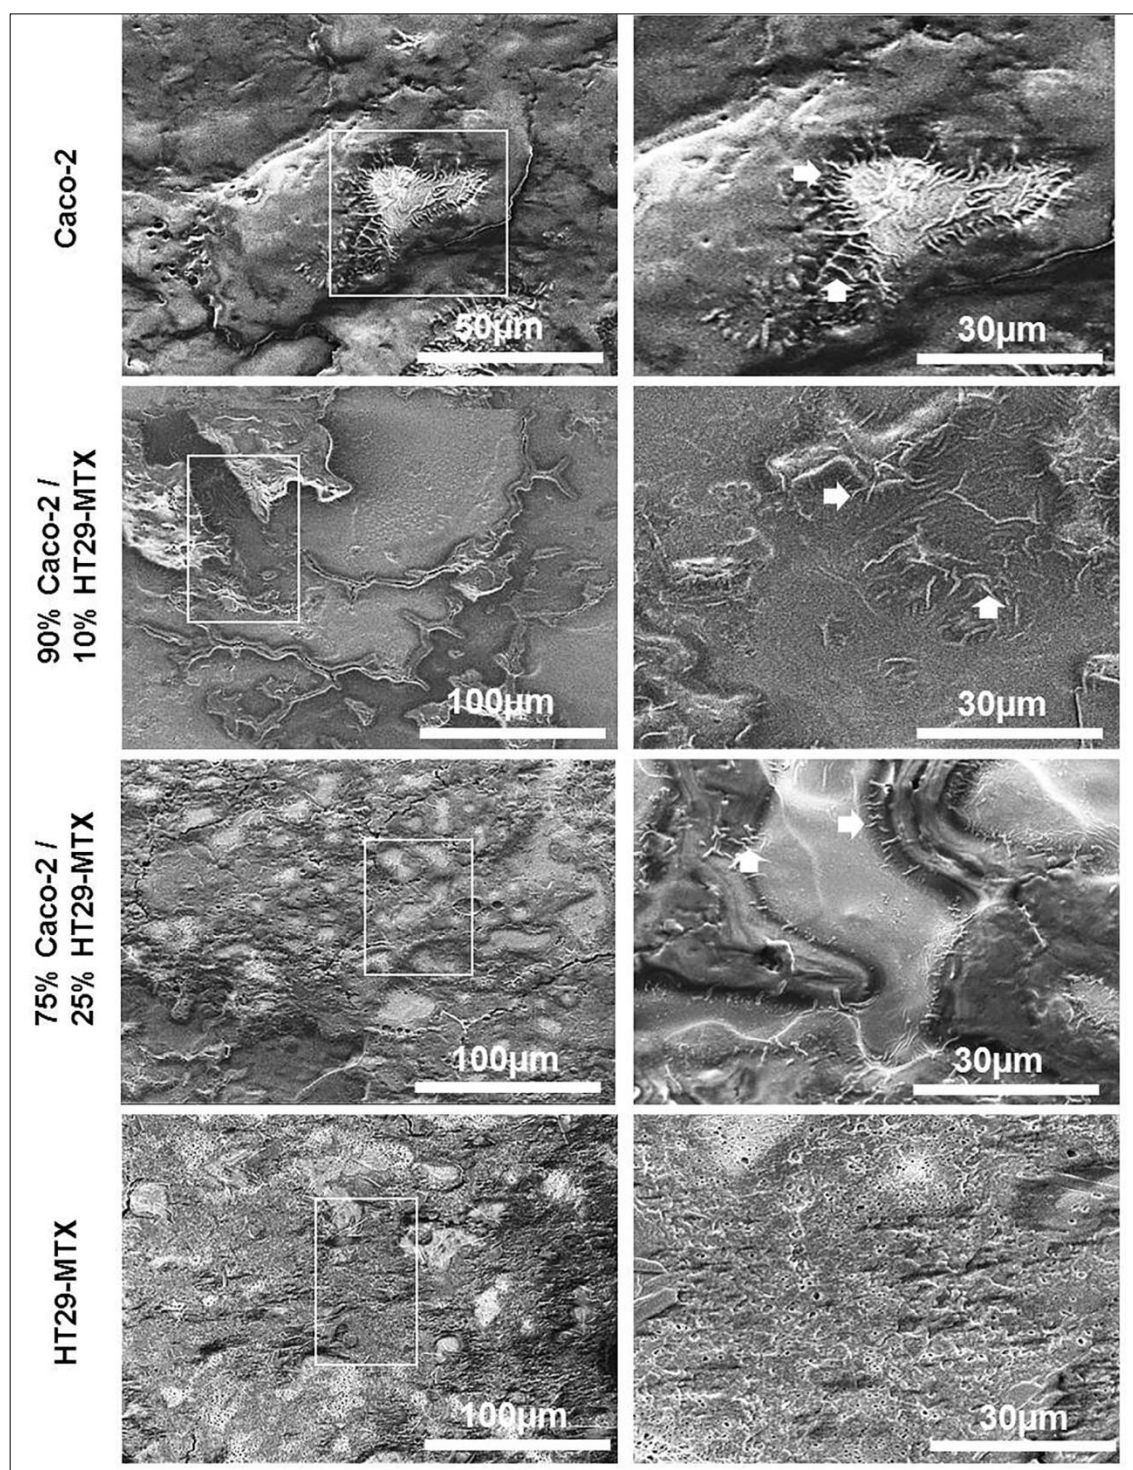 Caco-2
50µm
30µm
90% Caco-2 /
10% HT29-MTX
100µm
30µm
75% Caco-2 /
25% HT29-MTX
100µm
30µm
HT29-MTX
100µm
30µm